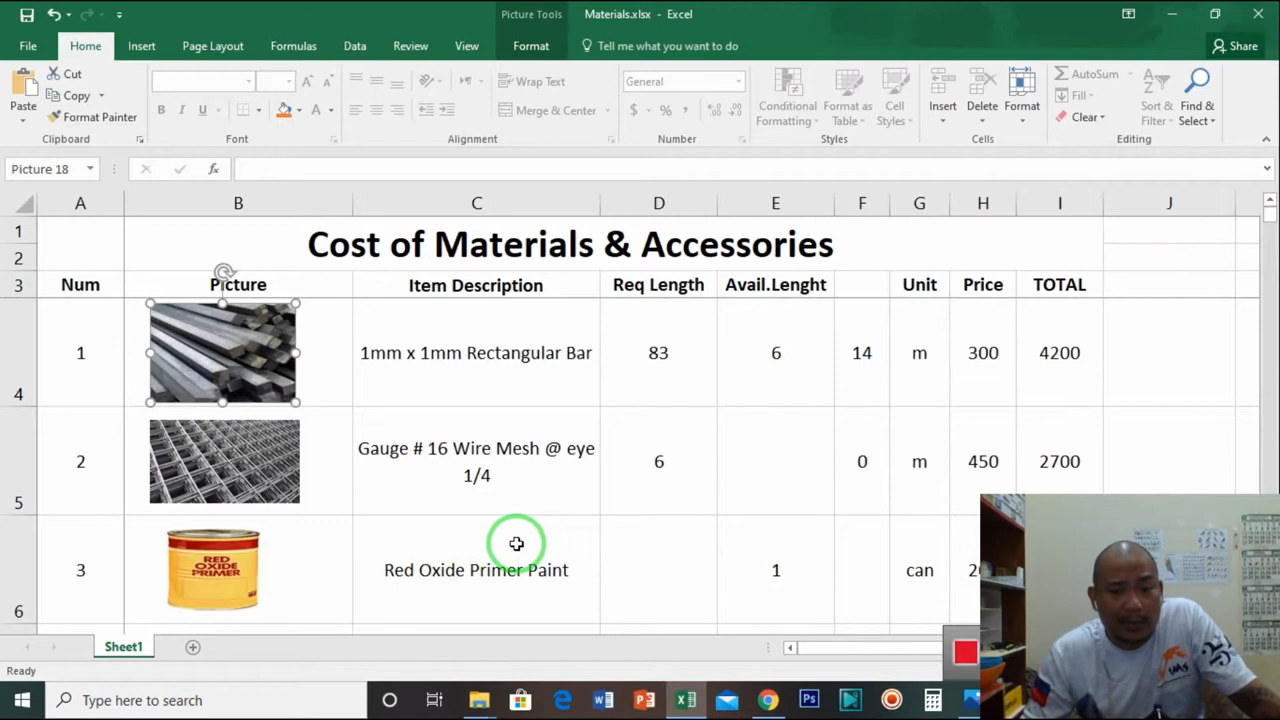 Picture Tools
Materials.xlsx - Excel
File
Home
Insert
Page Layout
Formulas
Data
Review
View
Format
Tell me what you want to do
Share
Paste
Cut
Copy
Format Painter
Clipboard
Font
B I U
A
Wrap Text
Merge & Center
Alignment
General
$ % ,
Number
Conditional Formatting
Format as Table
Cell Styles
Styles
Insert
Delete
Format
Cells
AutoSum
Fill
Clear
Sort & Filter
Find & Select
Editing
Picture 18
fx
A B C D E F G H I J
1
2
Cost of Materials & Accessories
3
Num Picture Item Description Req Length Avail.Lenght Unit Price TOTAL
4
1 1mm x 1mm Rectangular Bar 83 6 14 m 300 4200
5
2 Gauge # 16 Wire Mesh @ eye 1/4 6 0 m 450 2700
6
RED OXIDE PRIMER
3 Red Oxide Primer Paint 1 can
Sheet1
Ready
Type here to search
Ps